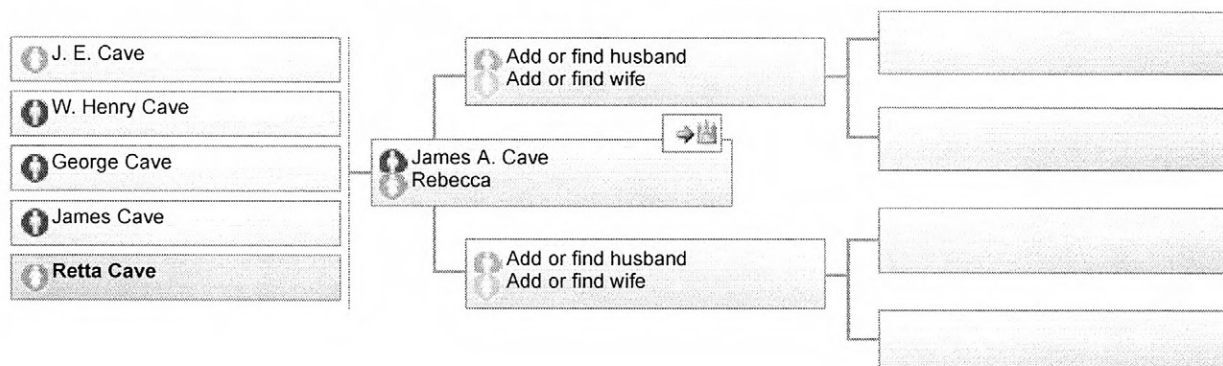 J. E. Cave
W. Henry Cave
George Cave
James Cave
Retta Cave
James A. Cave
Rebecca
Add or find husband
Add or find wife
Add or find husband
Add or find wife